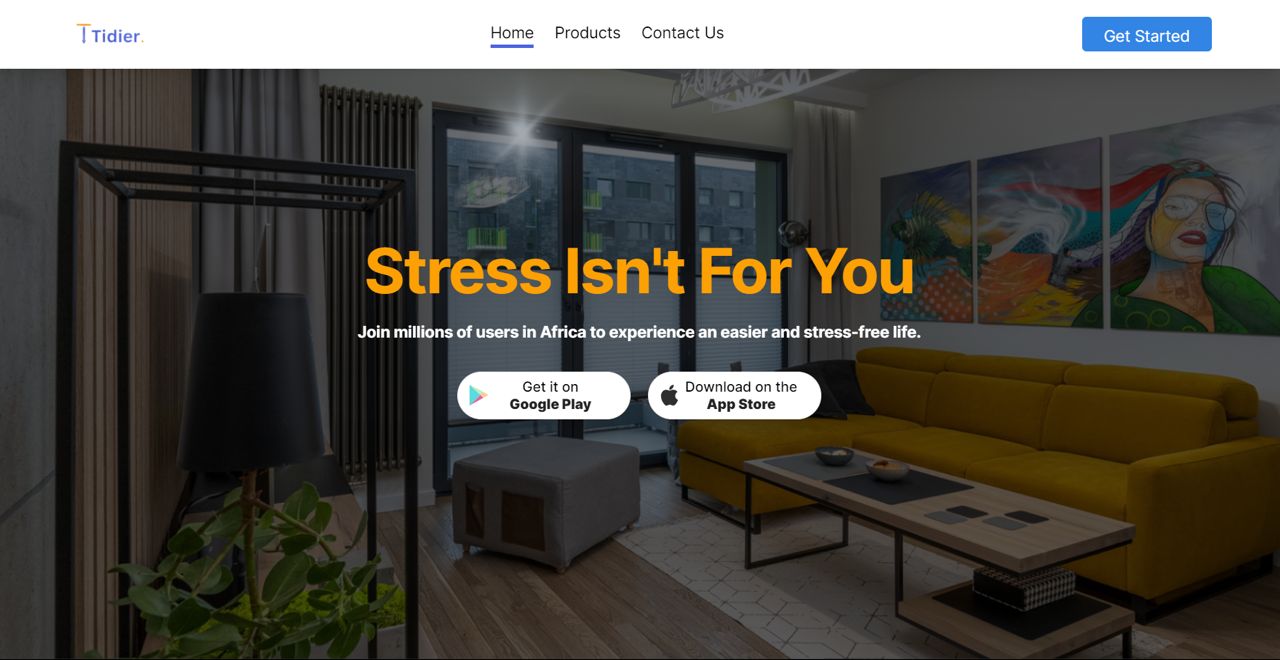 Tidier.
Home Products Contact Us
Get Started
Stress Isn't For You
Join millions of users in Africa to experience an easier and stress-free life.
Get it on
Google Play
Download on the
App Store